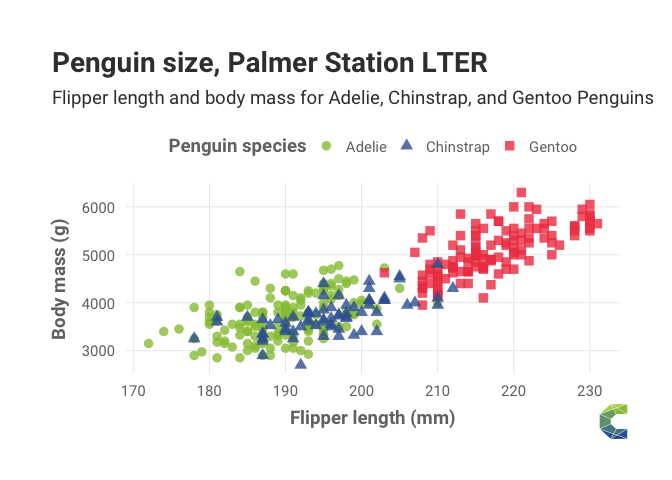 Penguin size, Palmer Station LTER
Flipper length and body mass for Adelie, Chinstrap, and Gentoo Penguins
Penguin species Adelie Chinstrap Gentoo
6000
5000
4000
3000
Body mass (g)
170 180 190 200 210 220 230
Flipper length (mm)